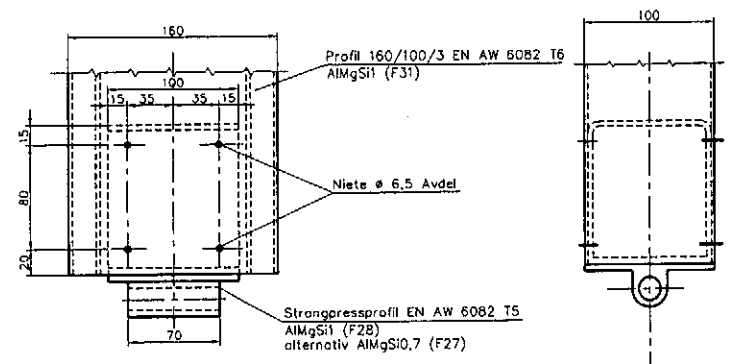 160
100
Profil 160/100/3 EN AW 6082 T6
AlMgSi1 (F31)
100
15 35 35 15
15
80
20
Niete ø 6,5 Avdel
Strangpressprofil EN AW 6082 T5
AlMgSi1 (F28)
alternativ AlMgSi0,7 (F27)
70